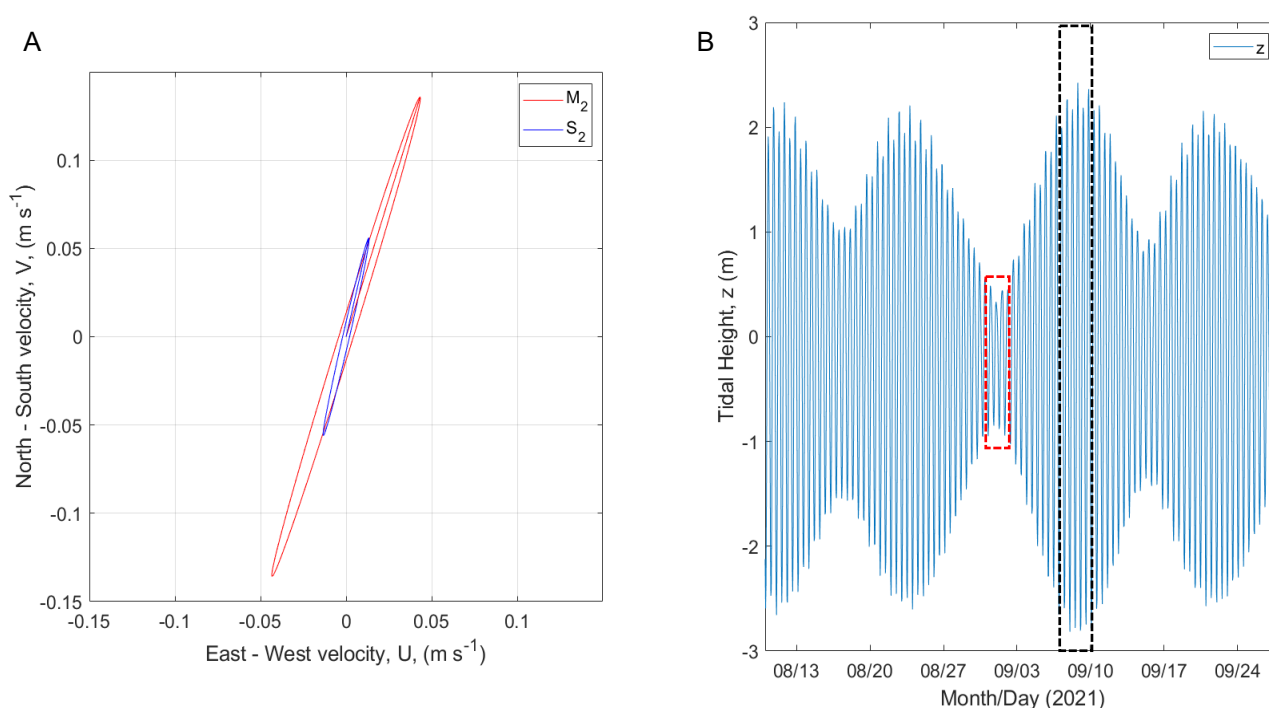 A
M2
S2
North - South velocity, V, (m s-1)
0.1
0.05
0
-0.05
-0.1
-0.15
-0.15
-0.1
-0.05
0
0.05
0.1
East - West velocity, U, (m s-1)
B
z
Tidal Height, z (m)
3
2
1
0
-1
-2
-3
08/13
08/20
08/27
09/03
09/10
09/17
09/24
Month/Day (2021)